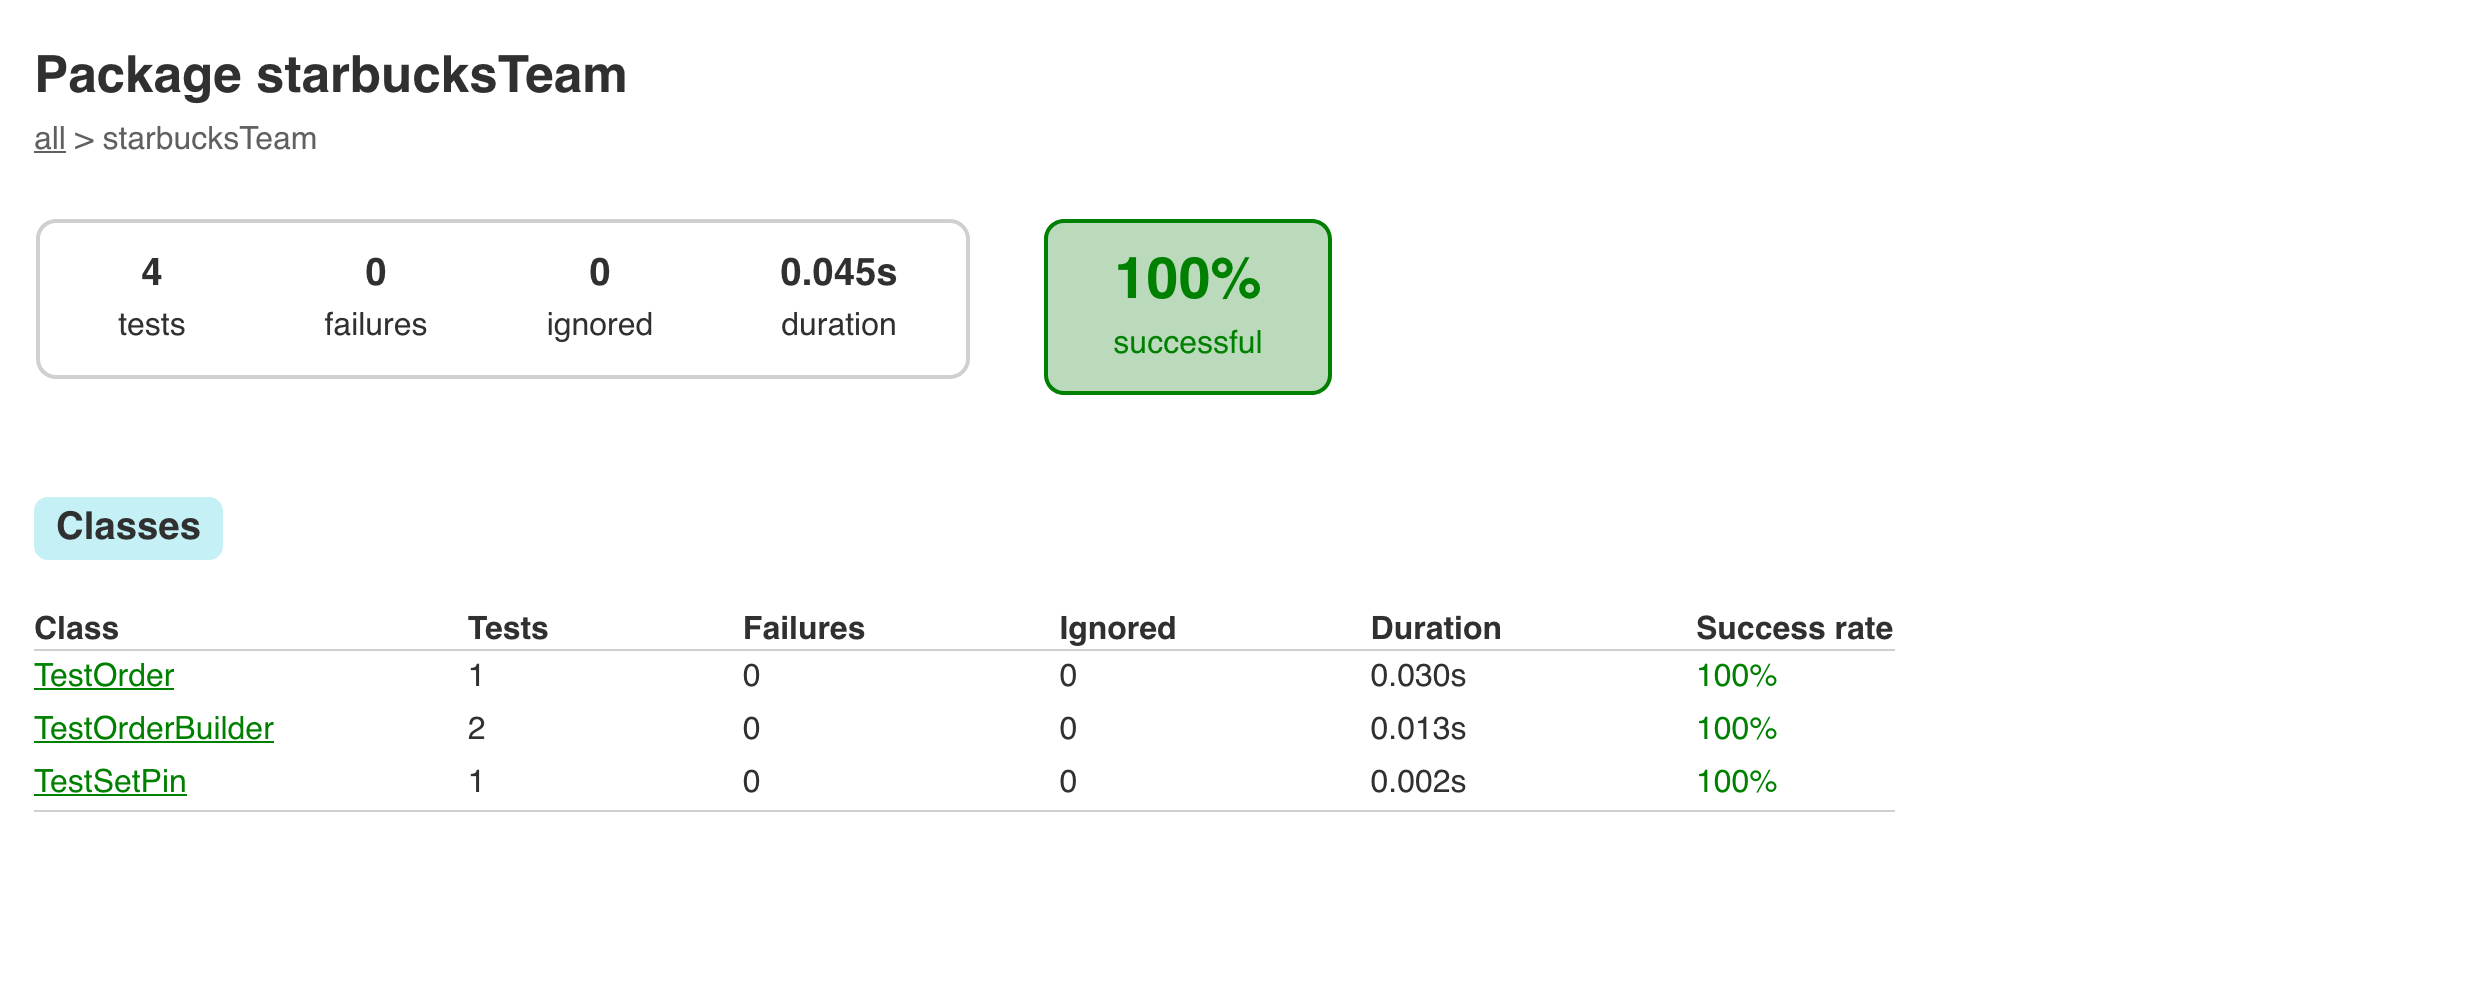 Package starbucksTeam
all > starbucksTeam
4 0 0 0.045s
tests failures ignored duration
100%
successful
Classes
Class Tests Failures Ignored Duration Success rate
TestOrder 1 0 0 0.030s 100%
TestOrderBuilder 2 0 0 0.013s 100%
TestSetPin 1 0 0 0.002s 100%